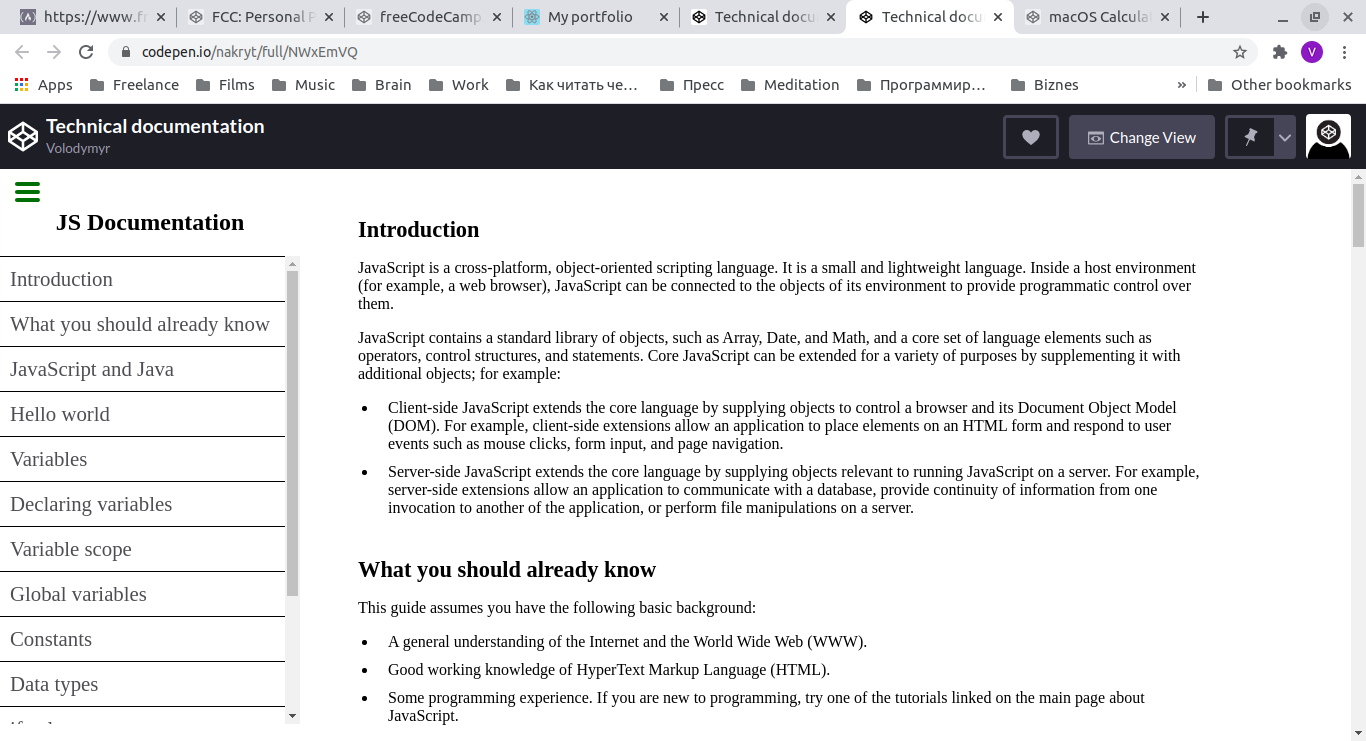 https://www.fr
FCC: Personal P
freeCodeCamp
My portfolio
Technical docu
Technical docu
macOS Calcula
codepen.io/nakryt/full/NWxEmVQ
V
Apps
Freelance
Films
Music
Brain
Work
Как читать че…
Пресс
Meditation
Программир…
Biznes
»
Other bookmarks
Technical documentation
Volodymyr
Change View
JS Documentation
Introduction
What you should already know
JavaScript and Java
Hello world
Variables
Declaring variables
Variable scope
Global variables
Constants
Data types
Introduction
JavaScript is a cross-platform, object-oriented scripting language. It is a small and lightweight language. Inside a host environment
(for example, a web browser), JavaScript can be connected to the objects of its environment to provide programmatic control over
them.
JavaScript contains a standard library of objects, such as Array, Date, and Math, and a core set of language elements such as
operators, control structures, and statements. Core JavaScript can be extended for a variety of purposes by supplementing it with
additional objects; for example:
• Client-side JavaScript extends the core language by supplying objects to control a browser and its Document Object Model
(DOM). For example, client-side extensions allow an application to place elements on an HTML form and respond to user
events such as mouse clicks, form input, and page navigation.
• Server-side JavaScript extends the core language by supplying objects relevant to running JavaScript on a server. For example,
server-side extensions allow an application to communicate with a database, provide continuity of information from one
invocation to another of the application, or perform file manipulations on a server.
What you should already know
This guide assumes you have the following basic background:
• A general understanding of the Internet and the World Wide Web (WWW).
• Good working knowledge of HyperText Markup Language (HTML).
• Some programming experience. If you are new to programming, try one of the tutorials linked on the main page about
JavaScript.